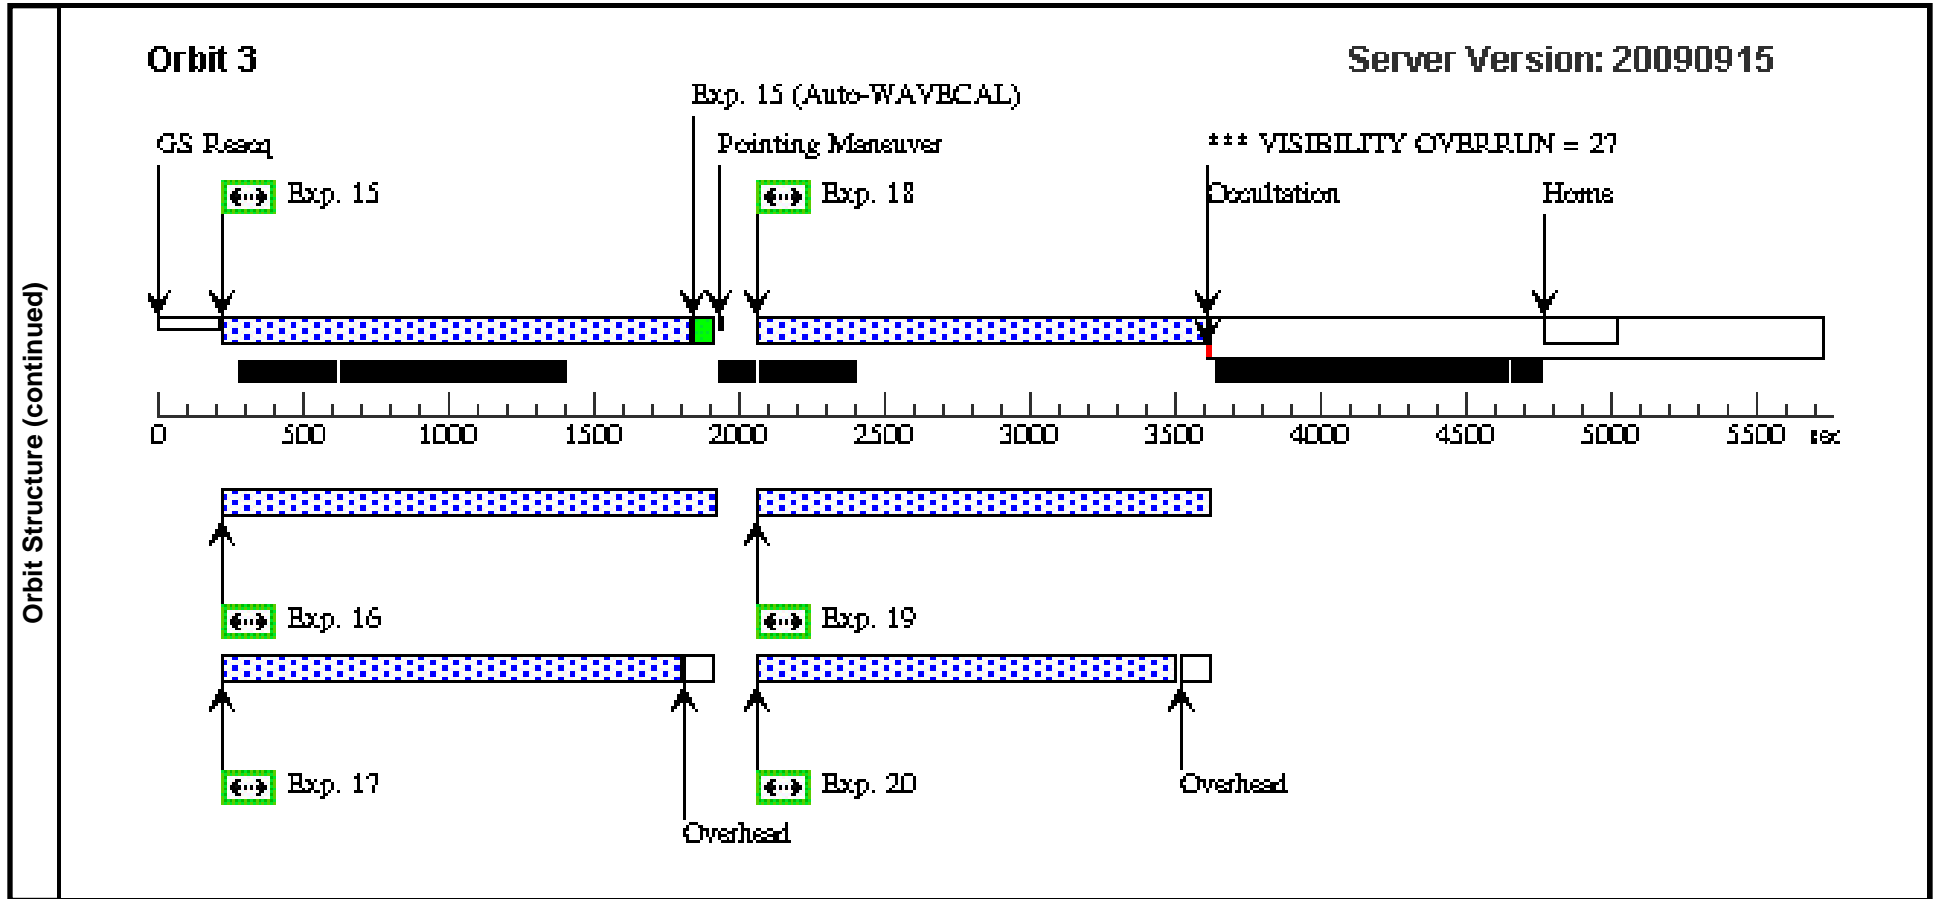 Orbit Structure (continued)
Orbit 3
Server Version: 20090915
Exp. 15 (Auto-WAVECAL)
GS Reacq
Pointing Maneuver
*** VISIBILITY OVERRUN = 27
Exp. 15
Exp. 18
Occultation
Home
0 500 1000 1500 2000 2500 3000 3500 4000 4500 5000 5500 sec
Exp. 16
Exp. 19
Exp. 17
Exp. 20
Overhead
Overhead